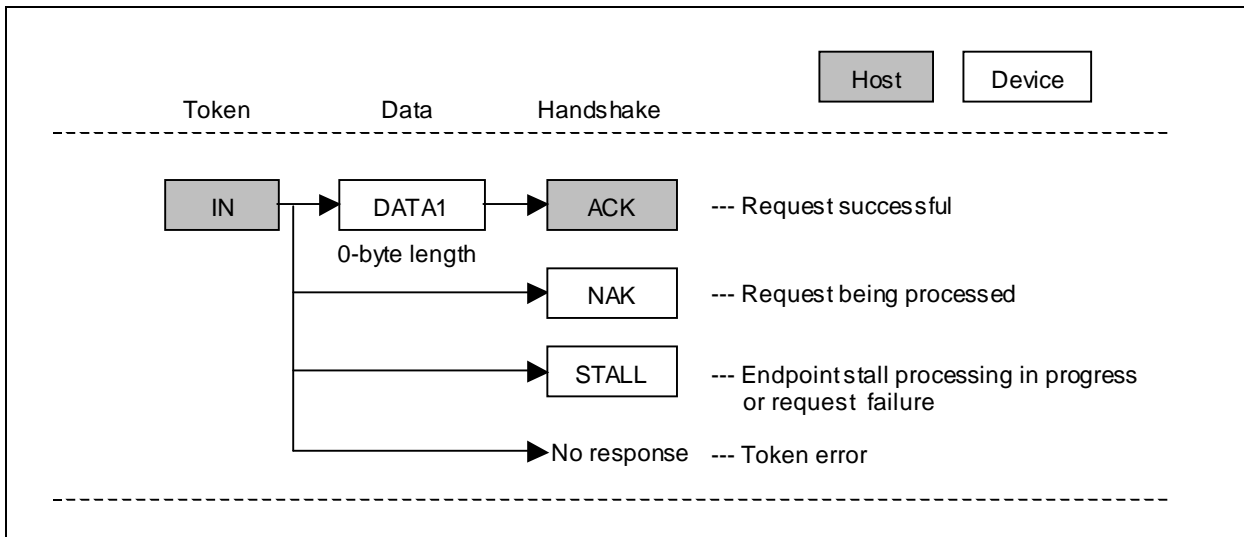 Host Device
Token Data Handshake
IN DATA1 ACK --- Request successful
0-byte length
NAK --- Request being processed
STALL --- Endpoint stall processing in progress
or request failure
No response --- Token error